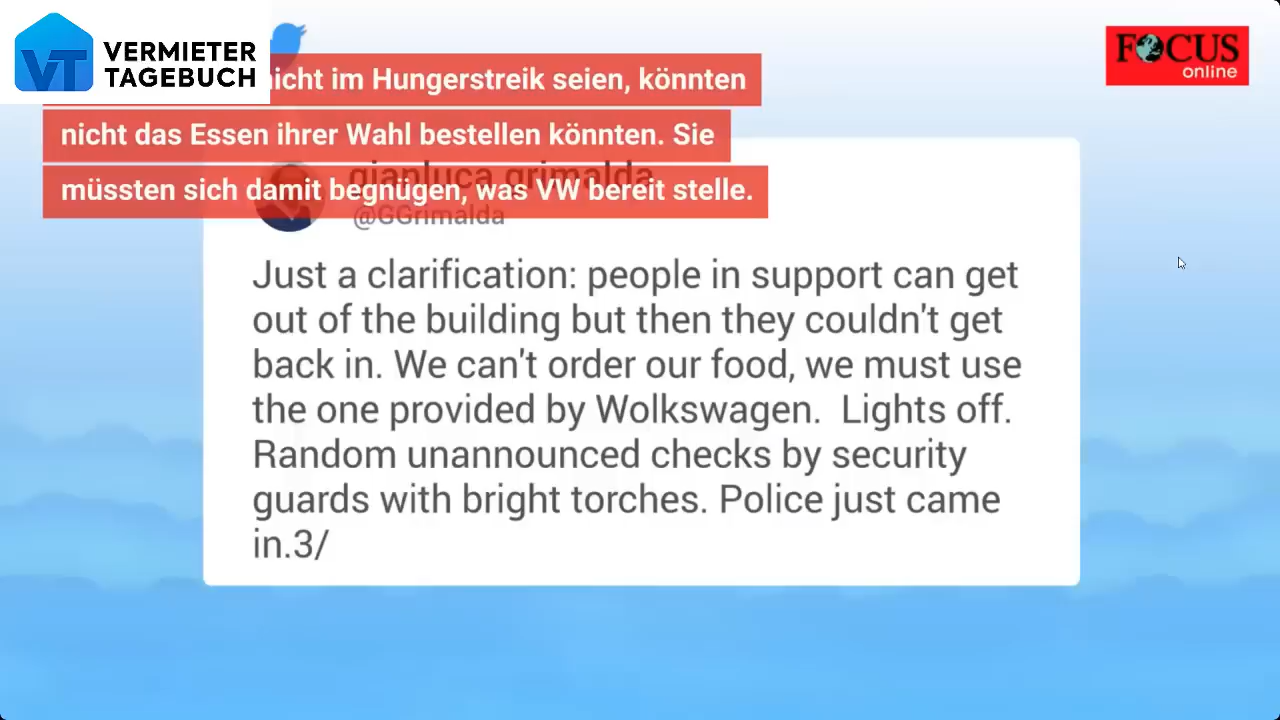 VERMIETER
TAGEBUCH
VT
FOCUS
online
nicht im Hungerstreik seien, könnten
nicht das Essen ihrer Wahl bestellen könnten. Sie
müssten sich damit begnügen, was VW bereit stelle.
gianluca grimalda
@GGrimalda
Just a clarification: people in support can get
out of the building but then they couldn't get
back in. We can't order our food, we must use
the one provided by Wolkswagen. Lights off.
Random unannounced checks by security
guards with bright torches. Police just came
in.3/